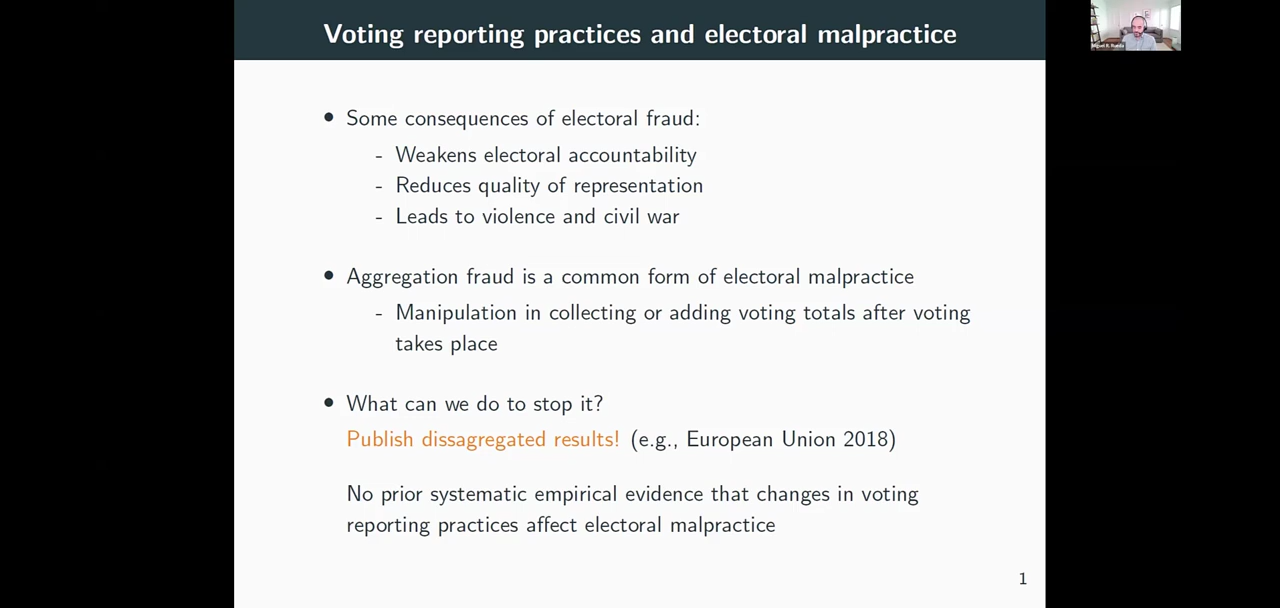 Voting reporting practices and electoral malpractice
• Some consequences of electoral fraud:
- Weakens electoral accountability
- Reduces quality of representation
- Leads to violence and civil war
• Aggregation fraud is a common form of electoral malpractice
- Manipulation in collecting or adding voting totals after voting
takes place
• What can we do to stop it?
Publish dissagregated results! (e.g., European Union 2018)
No prior systematic empirical evidence that changes in voting
reporting practices affect electoral malpractice
1
Miguel R. Rueda